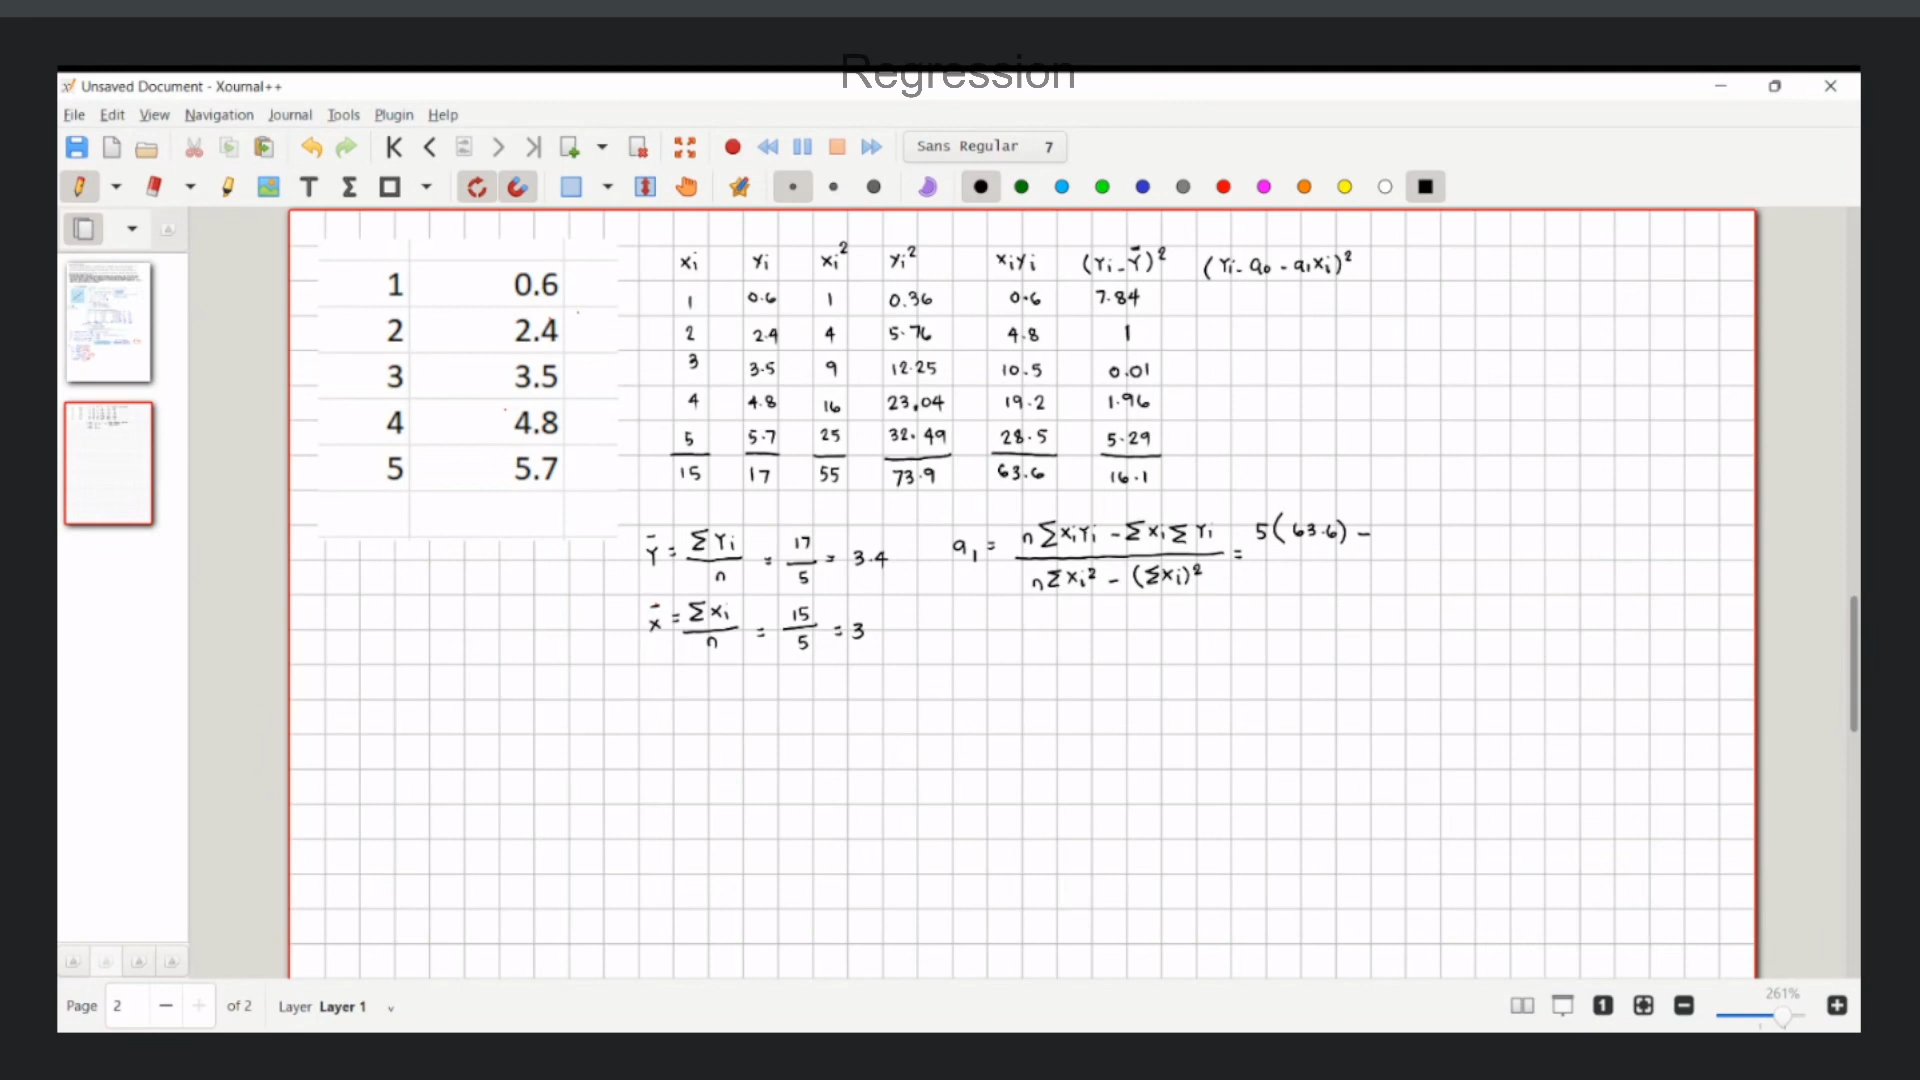 Regression
Unsaved Document - Xournal++
File Edit View Navigation Journal Tools Plugin Help
Sans Regular 7
1 0.6
2 2.4
3 3.5
4 4.8
5 5.7
xi yi xi² yi² xiyi (Yi - Ȳ)² (Yi - a₀ - a₁xi)²
1 0.6 1 0.36 0.6 7.84
2 2.4 4 5.76 4.8 1
3 3.5 9 12.25 10.5 0.01
4 4.8 16 23.04 19.2 1.96
5 5.7 25 32.49 28.5 5.29
15 17 55 73.9 63.6 16.1
Ȳ = ΣYi / n = 17 / 5 = 3.4
x̄ = Σxi / n = 15 / 5 = 3
a₁ = (nΣxiYi - Σxi ΣYi) / (nΣxi² - (Σxi)²) = 5(63.6) -
Page 2 of 2 Layer Layer 1 261%